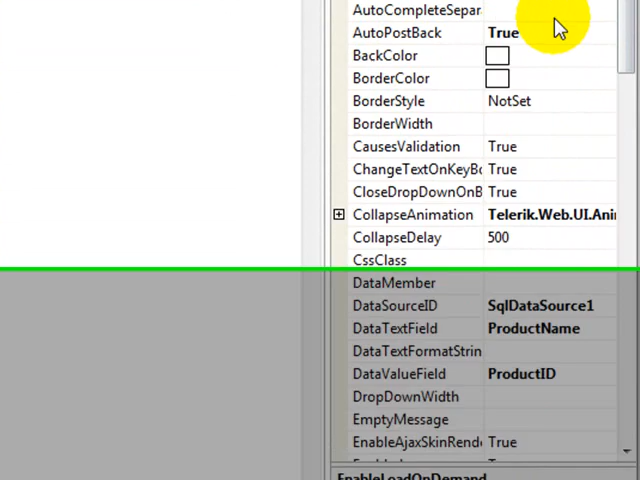 AutoCompleteSepar
AutoPostBack True
BackColor
BorderColor
BorderStyle NotSet
BorderWidth
CausesValidation True
ChangeTextOnKeyBo True
CloseDropDownOnB True
CollapseAnimation Telerik.Web.UI.Ani
CollapseDelay 500
CssClass
DataMember
DataSourceID SqlDataSource1
DataTextField ProductName
DataTextFormatStrin
DataValueField ProductID
DropDownWidth
EmptyMessage
EnableAjaxSkinRende True
EnableLoadOnDemand